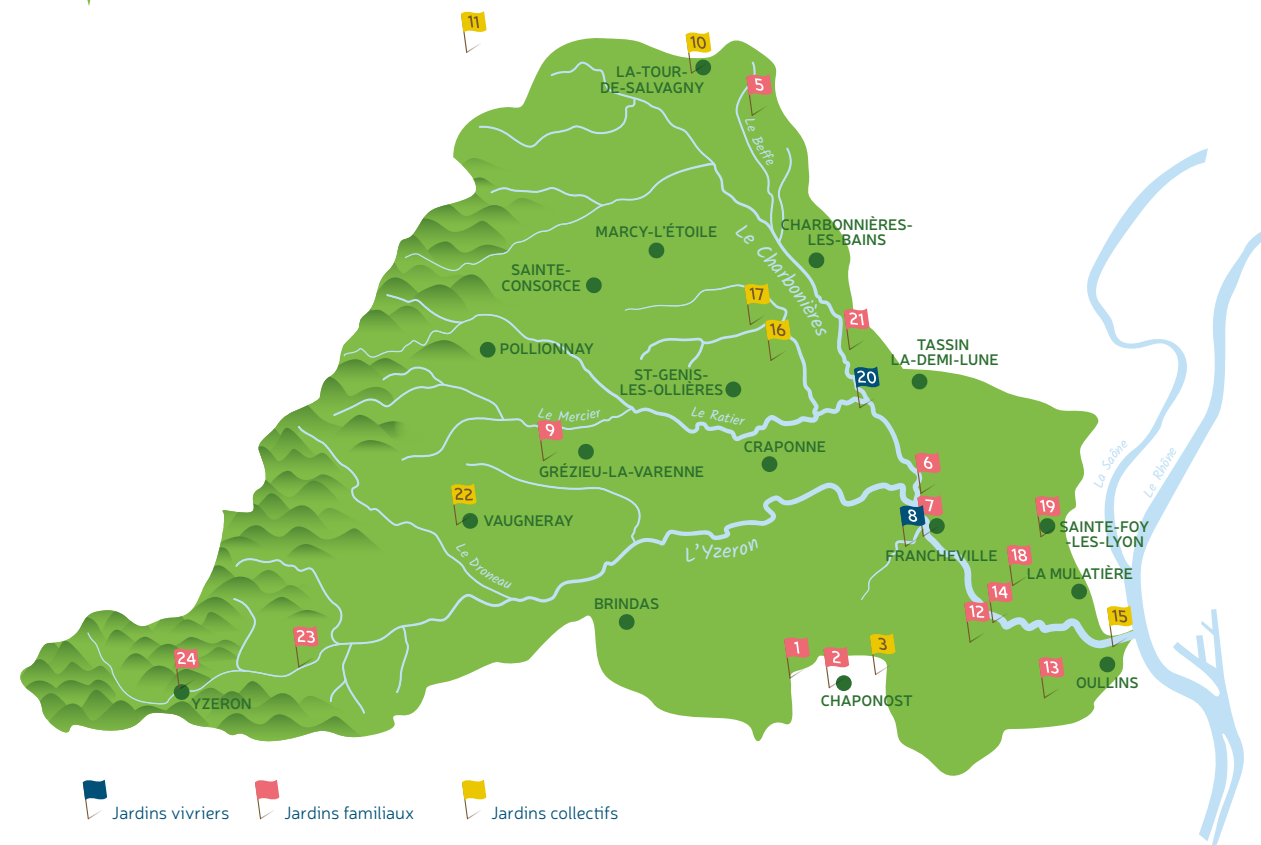 11
10
LA-TOUR-
DE-SALVAGNY
5
Le Beffe
CHARBONNIÈRES-
LES-BAINS
MARCY-L'ÉTOILE
Le Charbonières
SAINTE-
CONSORCE
17
16
21
POLLIONNAY
TASSIN
LA-DEMI-LUNE
ST-GENIS-
LES-OLLIÈRES
20
Le Mercier
Le Ratier
9
CRAPONNE
GRÉZIEU-LA-VARENNE
6
La Saône
Le Rhône
22
VAUGNERAY
7
8
19
SAINTE-FOY
-LES-LYON
L'Yzeron
FRANCHEVILLE
Le Droneau
18
LA MULATIÈRE
14
BRINDAS
12
15
23
1
2
3
24
13
OULLINS
YZERON
CHAPONOST
Jardins vivriers
Jardins familiaux
Jardins collectifs